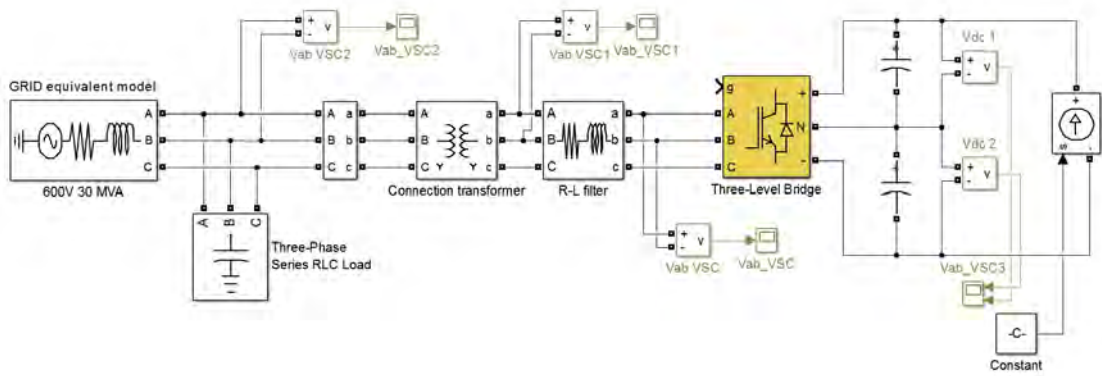 Vab VSC2
Vab_VSC2
Vab VSC1
Vab_VSC1
GRID equivalent model
A
B
C
600V 30 MVA
A a
B b
C c
A a
B b
C Y Y c
Connection transformer
A a
B b
C c
R-L filter
g
A
B
C
+
N
-
Three-Level Bridge
Vdc 1
+
-
v
Vdc 2
+
-
v
+
-
s
A B C
Three-Phase
Series RLC Load
+
-
v
Vab VSC
Vab_VSC
Vab_VSC3
-C-
Constant
+
-
v
+
-
v